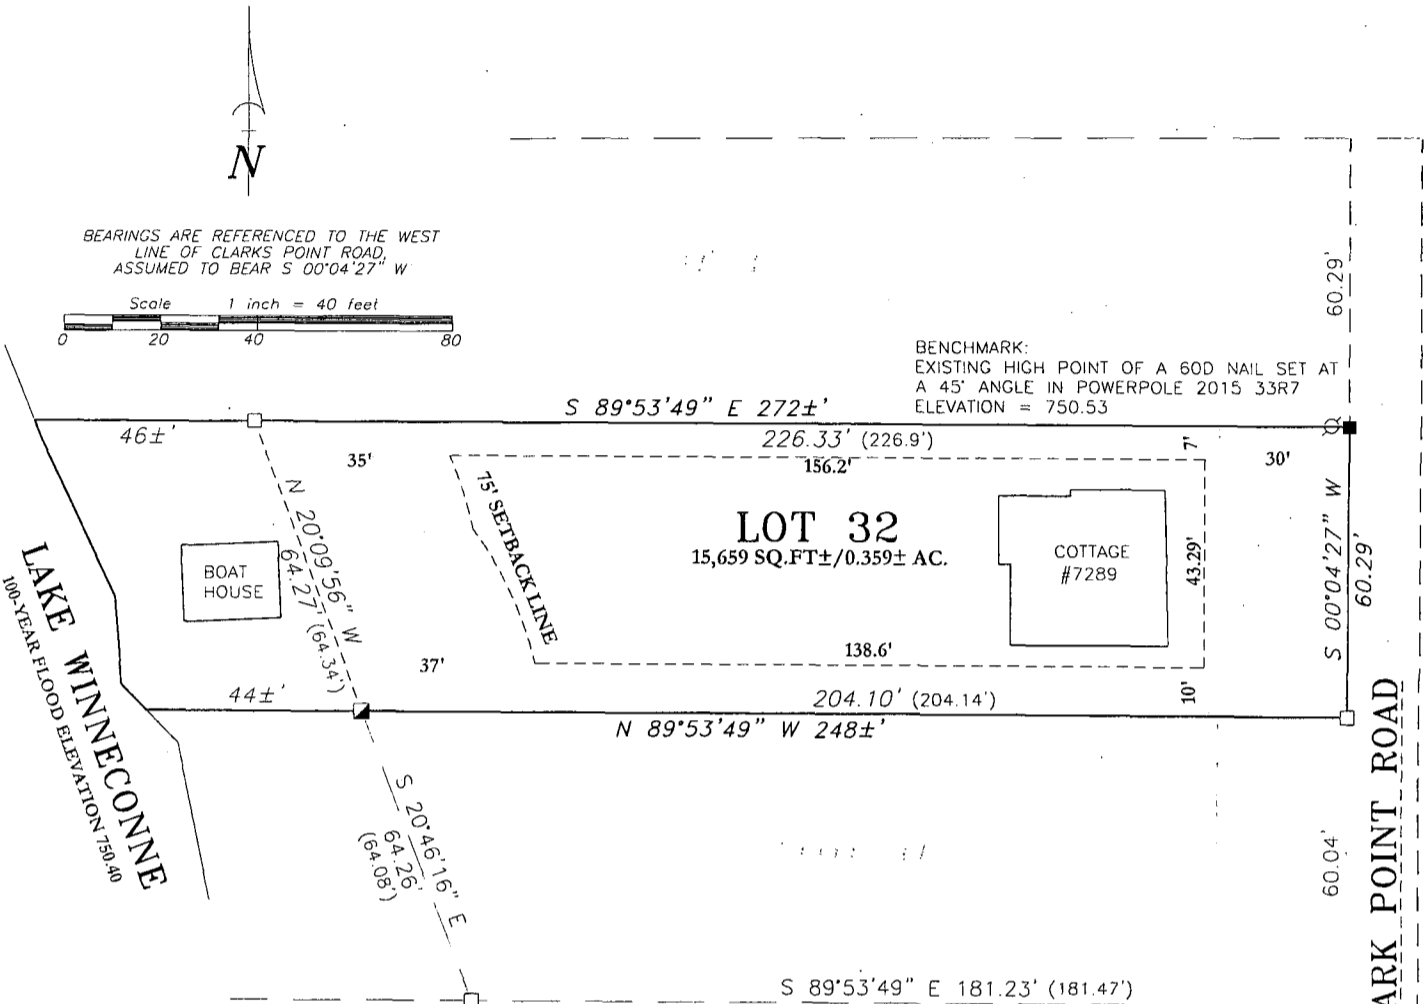 N
BEARINGS ARE REFERENCED TO THE WEST
LINE OF CLARKS POINT ROAD,
ASSUMED TO BEAR S 00°04'27" W
Scale 1 inch = 40 feet
0 20 40 80
60.29'
BENCHMARK:
EXISTING HIGH POINT OF A 60D NAIL SET AT
A 45° ANGLE IN POWERPOLE 2015 33R7
ELEVATION = 750.53
S 89°53'49" E 272±'
46±'
226.33' (226.9')
7'
35'
156.2'
30'
75' SETBACK LINE
N 20°09'56" W
64.27' (64.34')
LOT 32
15,659 SQ.FT±/0.359± AC.
COTTAGE
#7289
43.29'
S 00°04'27" W
60.29'
BOAT
HOUSE
LAKE WINNECONNE
100-YEAR FLOOD ELEVATION 750.40
37'
138.6'
44±'
10'
204.10' (204.14')
N 89°53'49" W 248±'
S 20°46'16" E
64.26'
(64.08')
60.04'
ARK POINT ROAD
S 89°53'49" E 181.23' (181.47')